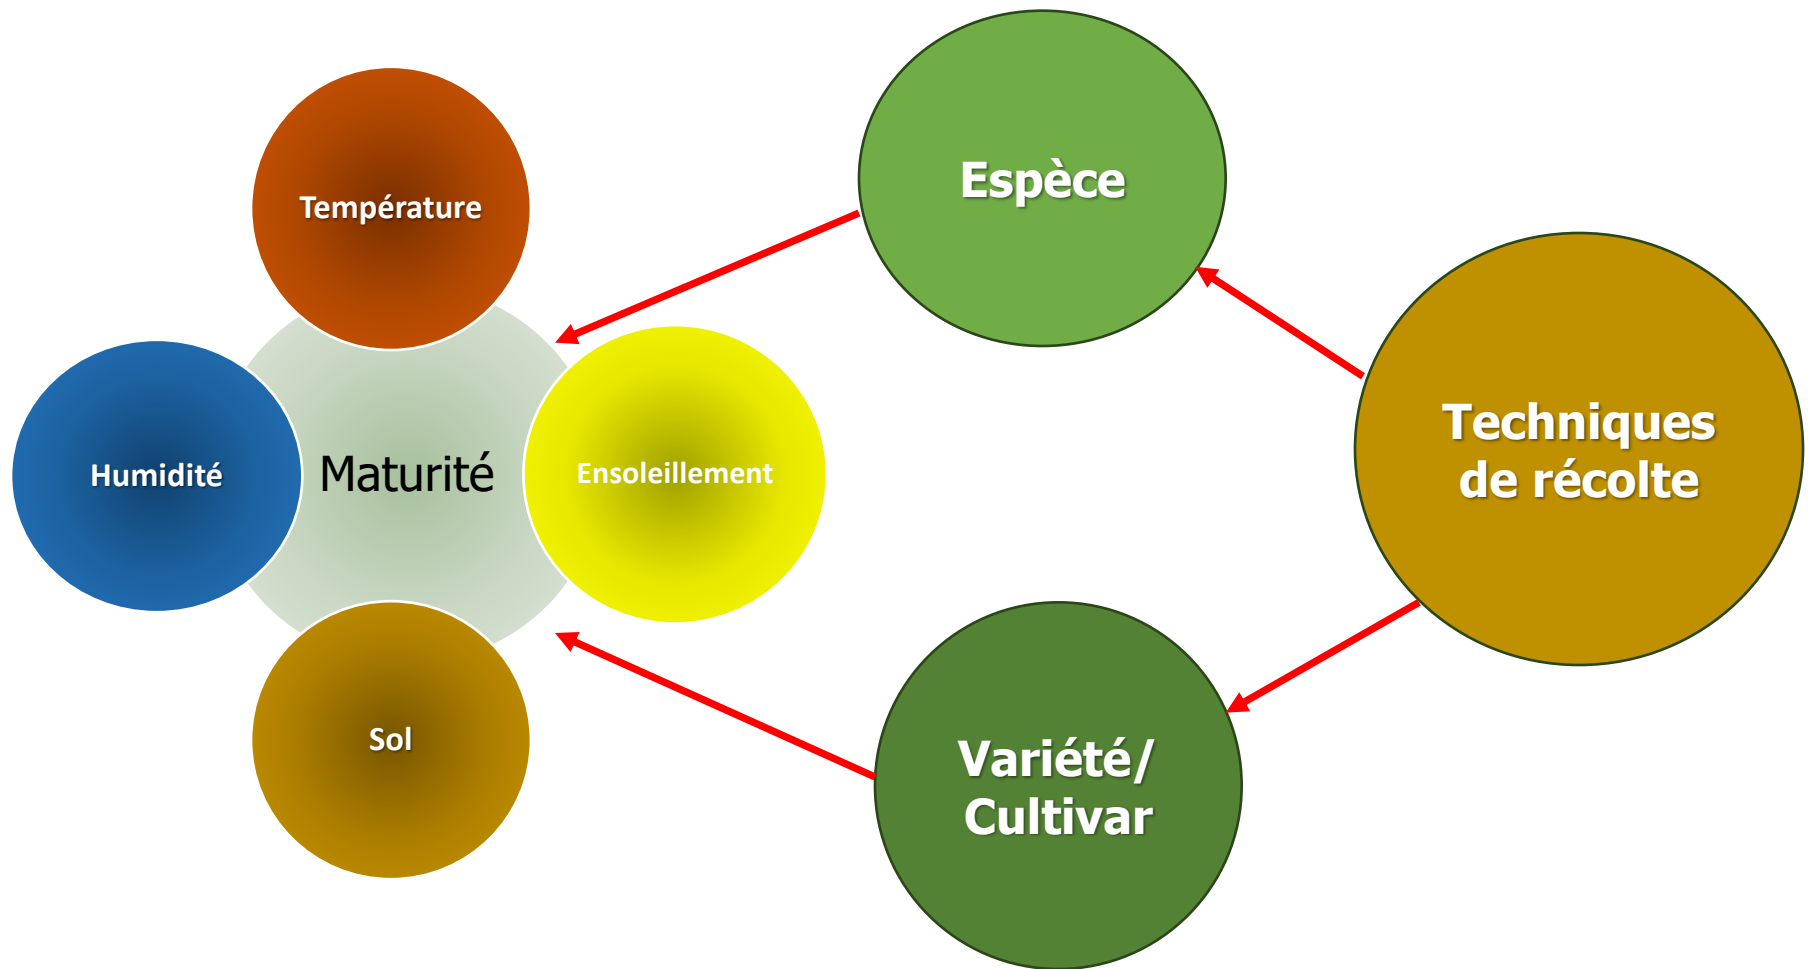 Température
Humidité
Maturité
Ensoleillement
Sol
Espèce
Variété/
Cultivar
Techniques
de récolte